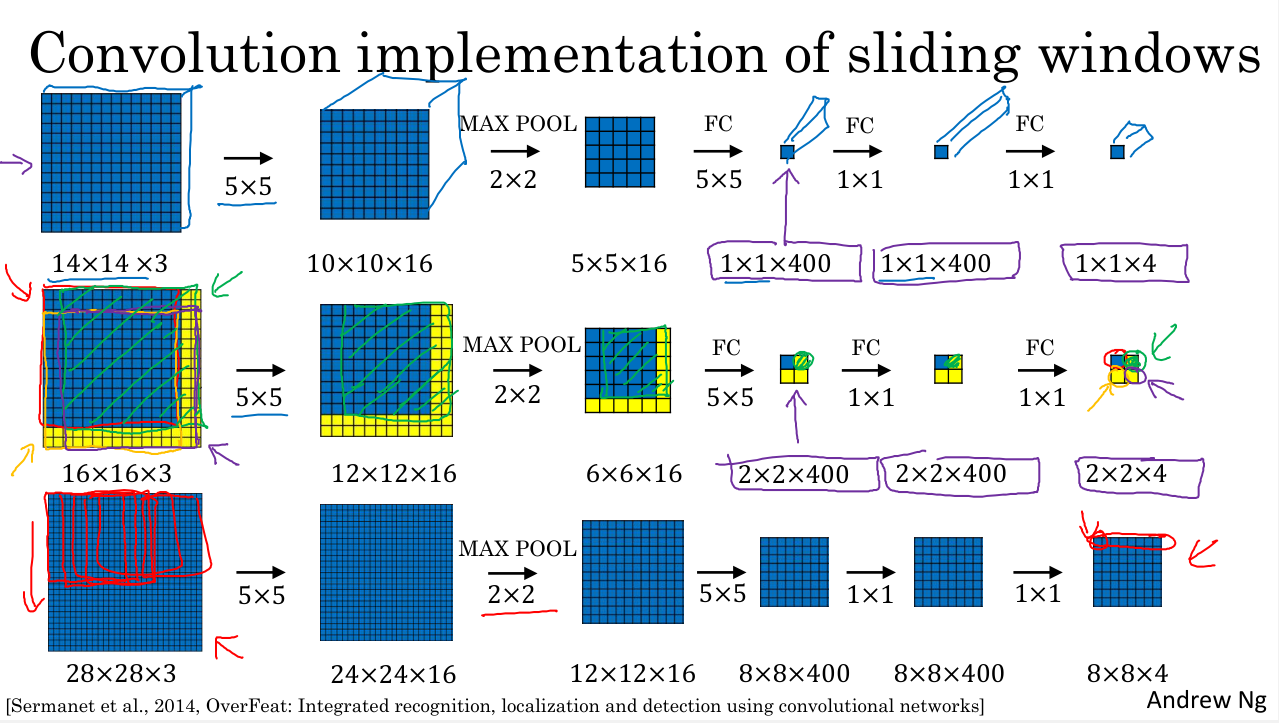 Convolution implementation of sliding windows
MAX POOL FC FC FC
5×5 2×2 5×5 1×1 1×1
14×14 ×3 10×10×16 5×5×16 1×1×400 1×1×400 1×1×4
MAX POOL FC FC FC
5×5 2×2 5×5 1×1 1×1
16×16×3 12×12×16 6×6×16 2×2×400 2×2×400 2×2×4
MAX POOL
5×5 2×2 5×5 1×1 1×1
28×28×3 24×24×16 12×12×16 8×8×400 8×8×400 8×8×4
[Sermanet et al., 2014, OverFeat: Integrated recognition, localization and detection using convolutional networks] Andrew Ng